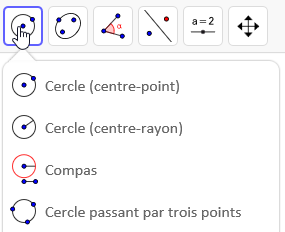 α
a=2
Cercle (centre-point)
Cercle (centre-rayon)
Compas
Cercle passant par trois points